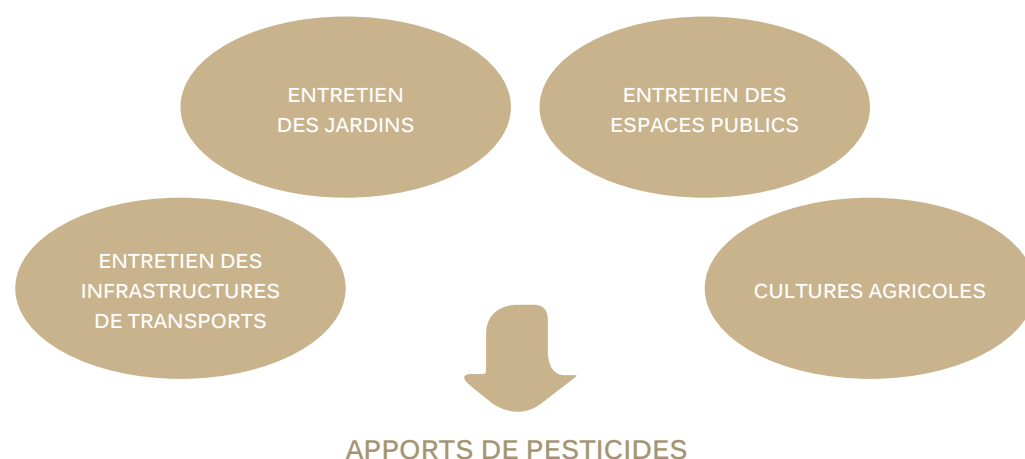 ENTRETIEN
DES JARDINS
ENTRETIEN DES
ESPACES PUBLICS
ENTRETIEN DES
INFRASTRUCTURES
DE TRANSPORTS
CULTURES AGRICOLES
APPORTS DE PESTICIDES